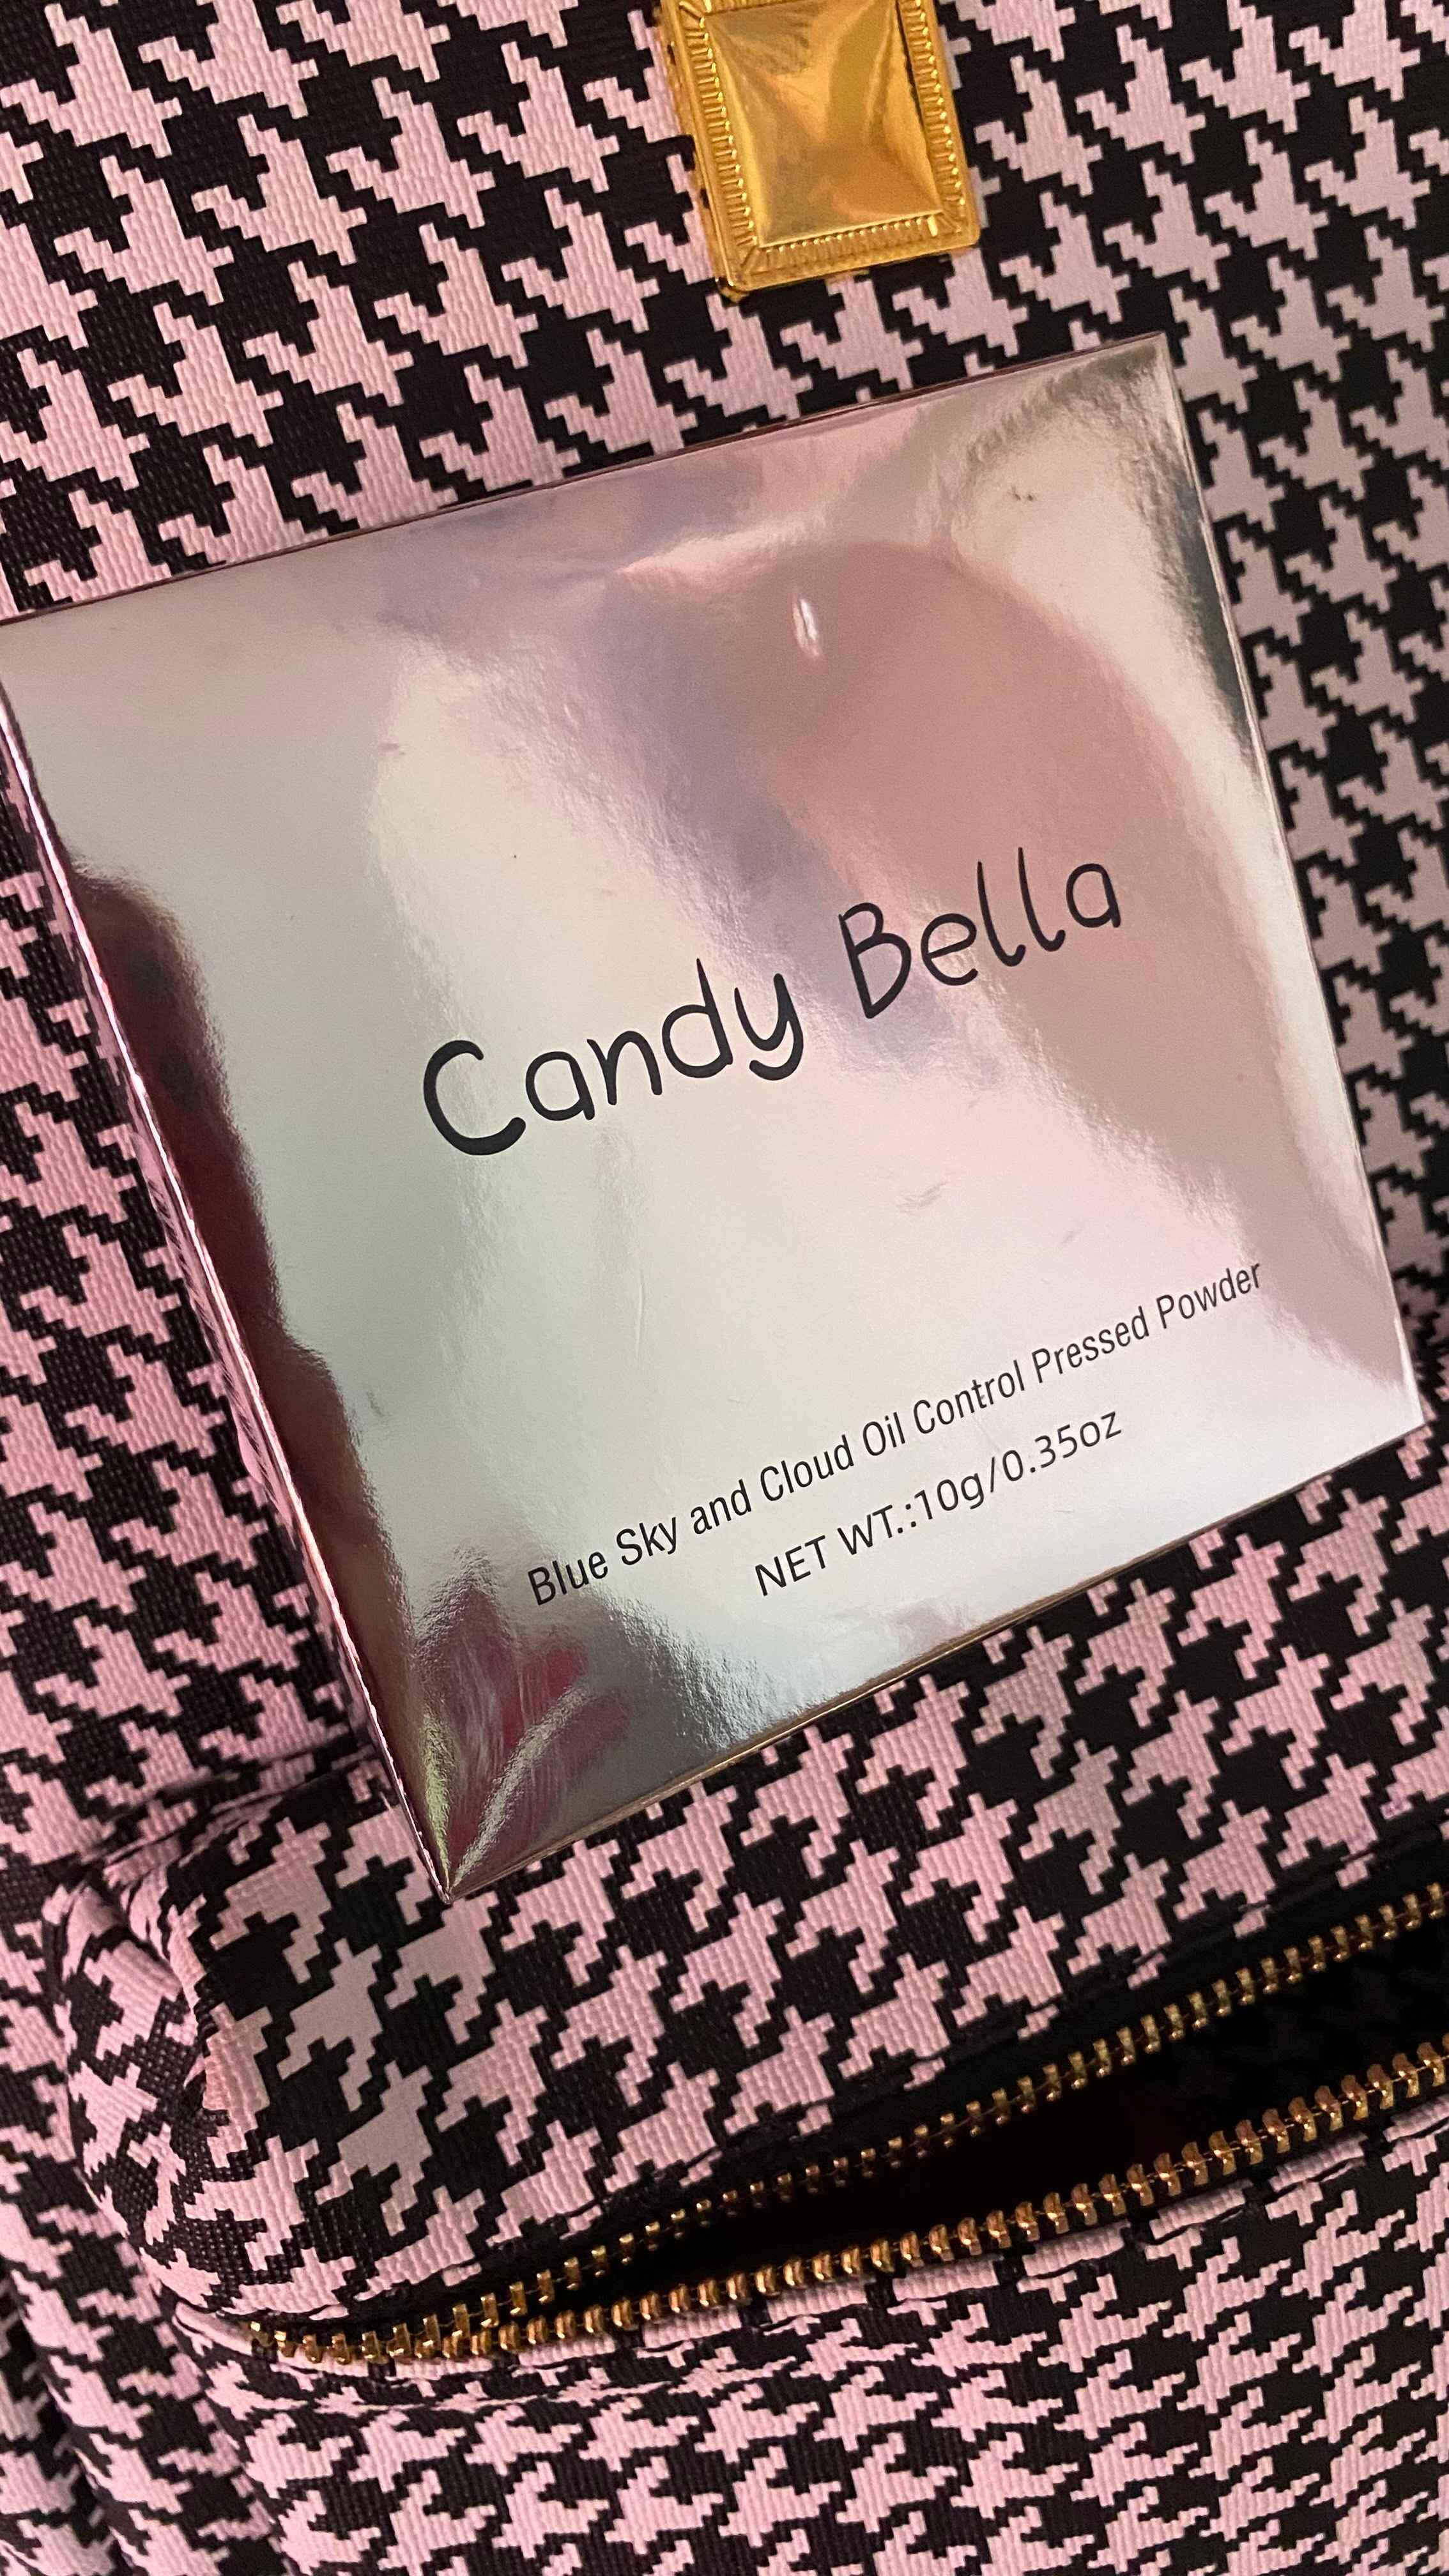 Candy Bella
Blue Sky and Cloud Oil Control Pressed Powder
NET WT.:10g/0.35oz